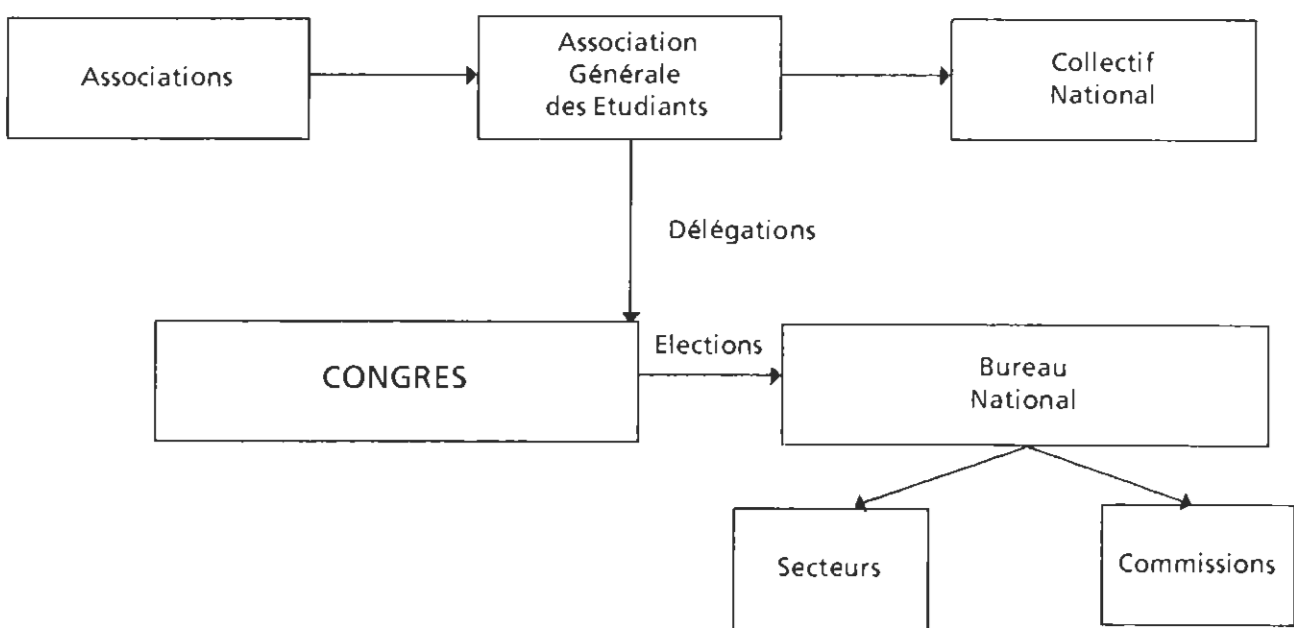 Associations
Association
Générale
des Etudiants
Collectif
National
Délégations
CONGRES
Elections
Bureau
National
Secteurs
Commissions